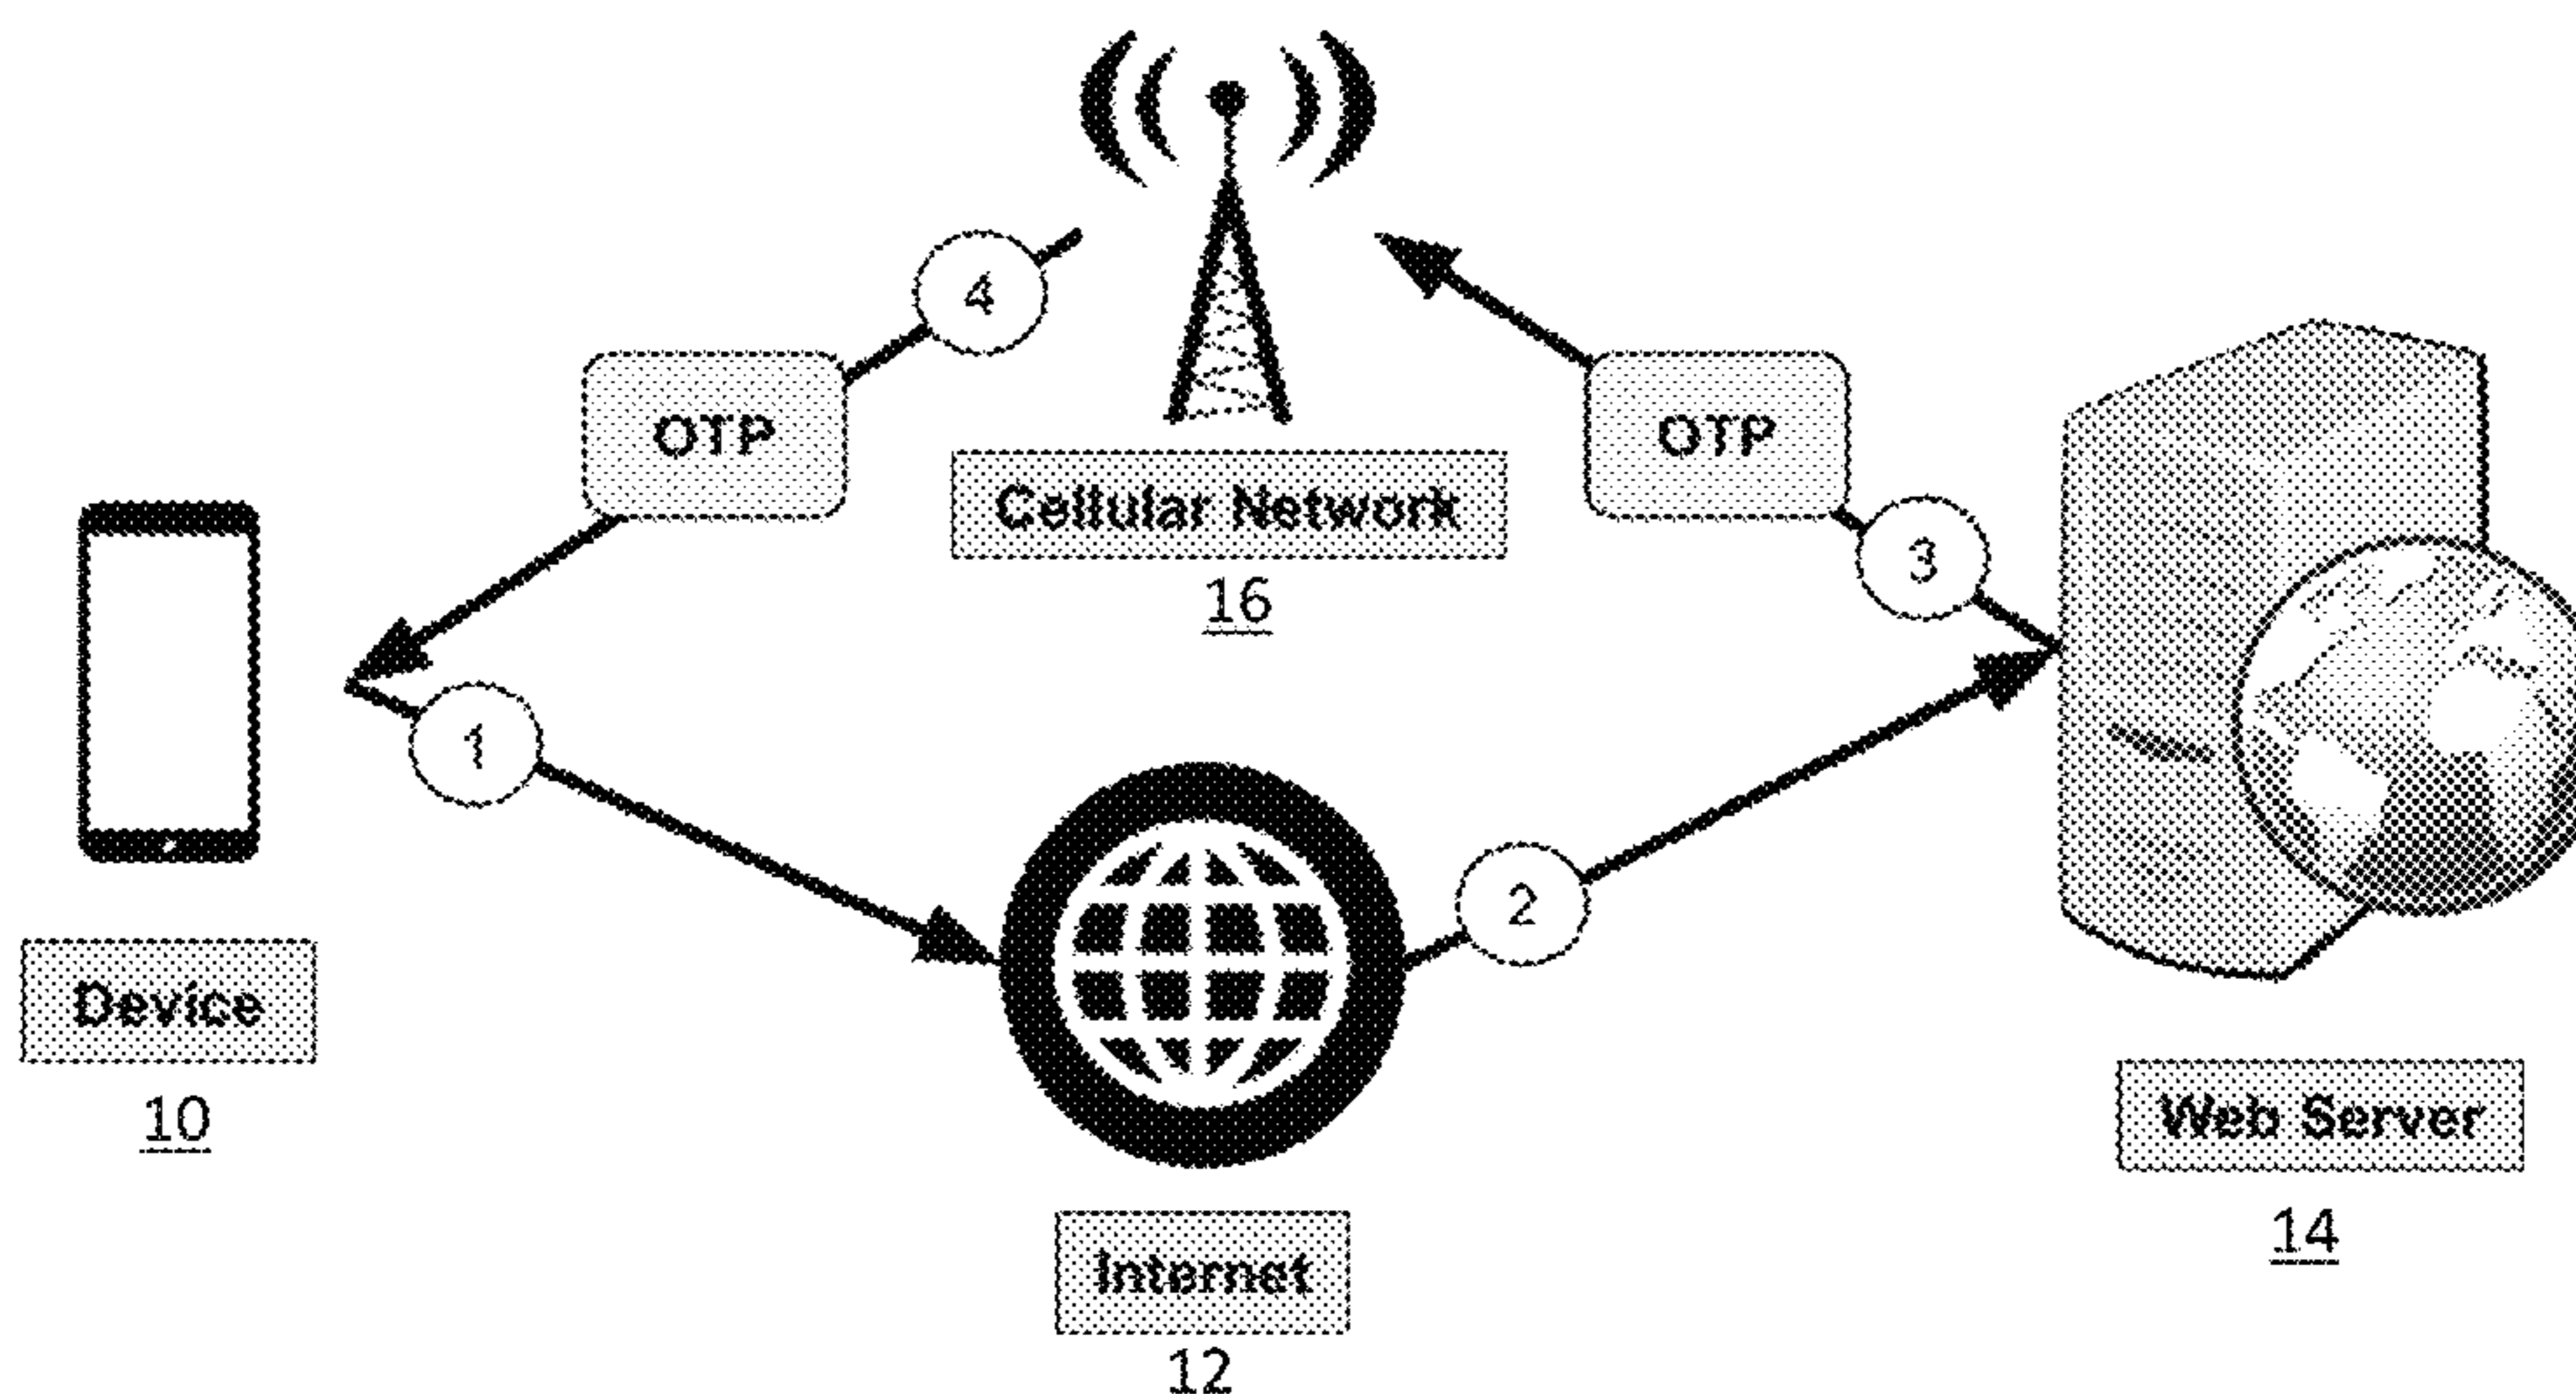 4
OTP
OTP
Cellular Network
16
3
1
2
Device
10
Web Server
14
Internet
12